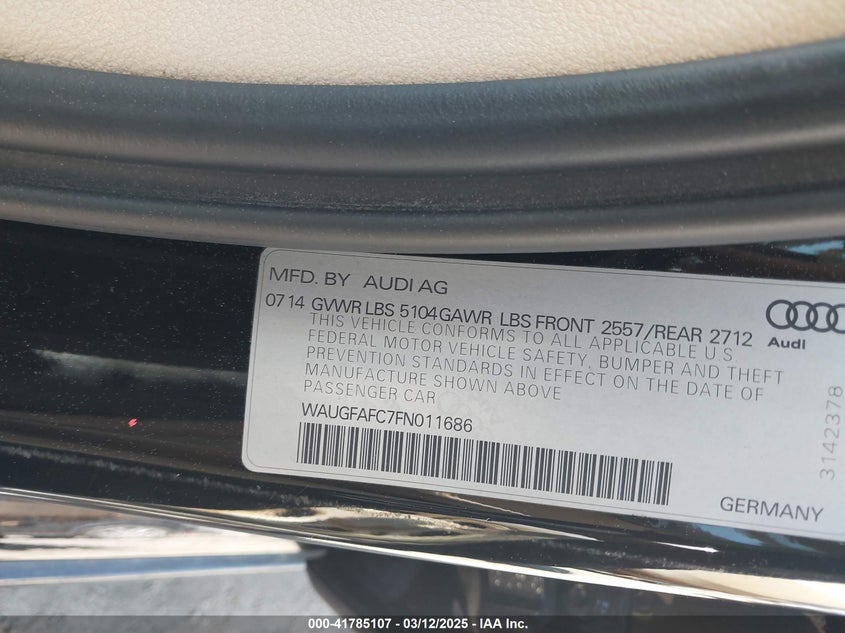 MFD. BY AUDI AG
0714 GVWR LBS 5104 GAWR LBS FRONT 2557/REAR 2712
THIS VEHICLE CONFORMS TO ALL APPLICABLE U.S.
FEDERAL MOTOR VEHICLE SAFETY, BUMPER AND THEFT
PREVENTION STANDARDS IN EFFECT ON THE DATE OF
MANUFACTURE SHOWN ABOVE
PASSENGER CAR
WAUGFAFC7FN011686
Audi
3142378
GERMANY
000-41785107 - 03/12/2025 - IAA Inc.